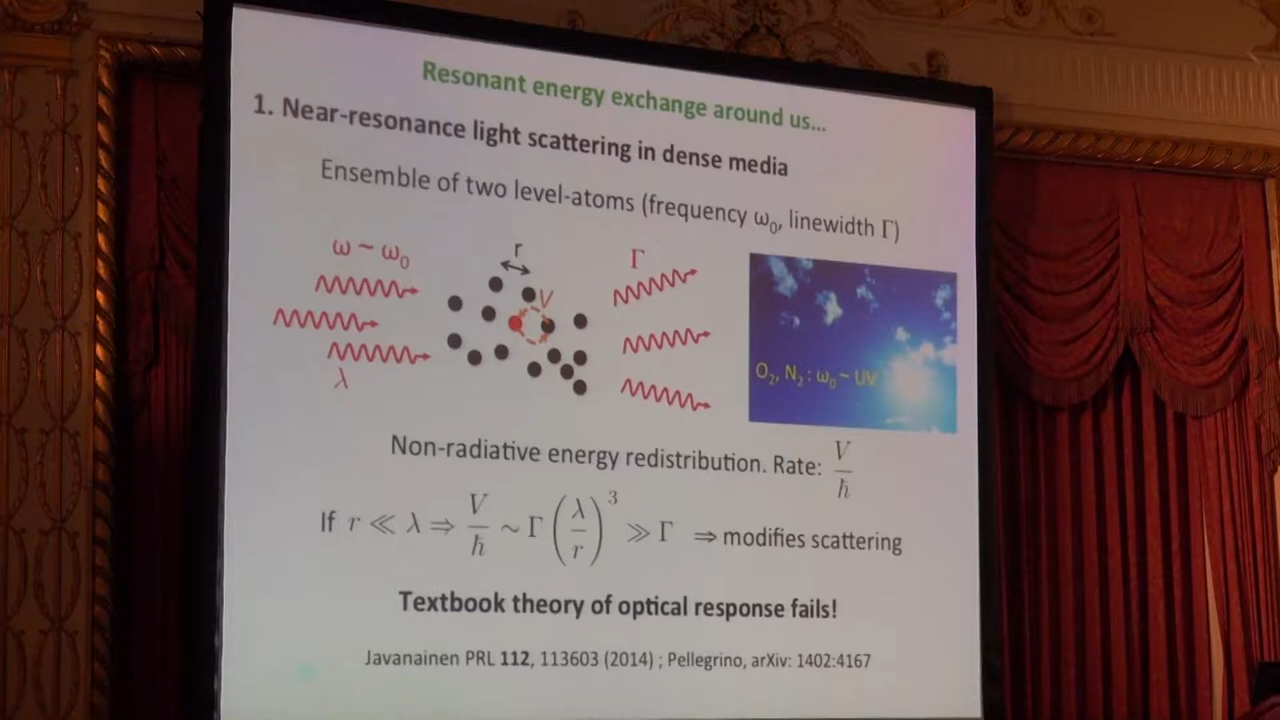 Resonant energy exchange around us...
1. Near-resonance light scattering in dense media
Ensemble of two level-atoms (frequency ω₀, linewidth Γ)
ω ~ ω₀
r
V
Γ
λ
O₂, N₂ : ω₀ ~ UV
Non-radiative energy redistribution. Rate: V/ħ
If r ≪ λ ⇒ V/ħ ~ Γ (λ/r)³ ≫ Γ ⇒ modifies scattering
Textbook theory of optical response fails!
Javanainen PRL 112, 113603 (2014) ; Pellegrino, arXiv: 1402:4167